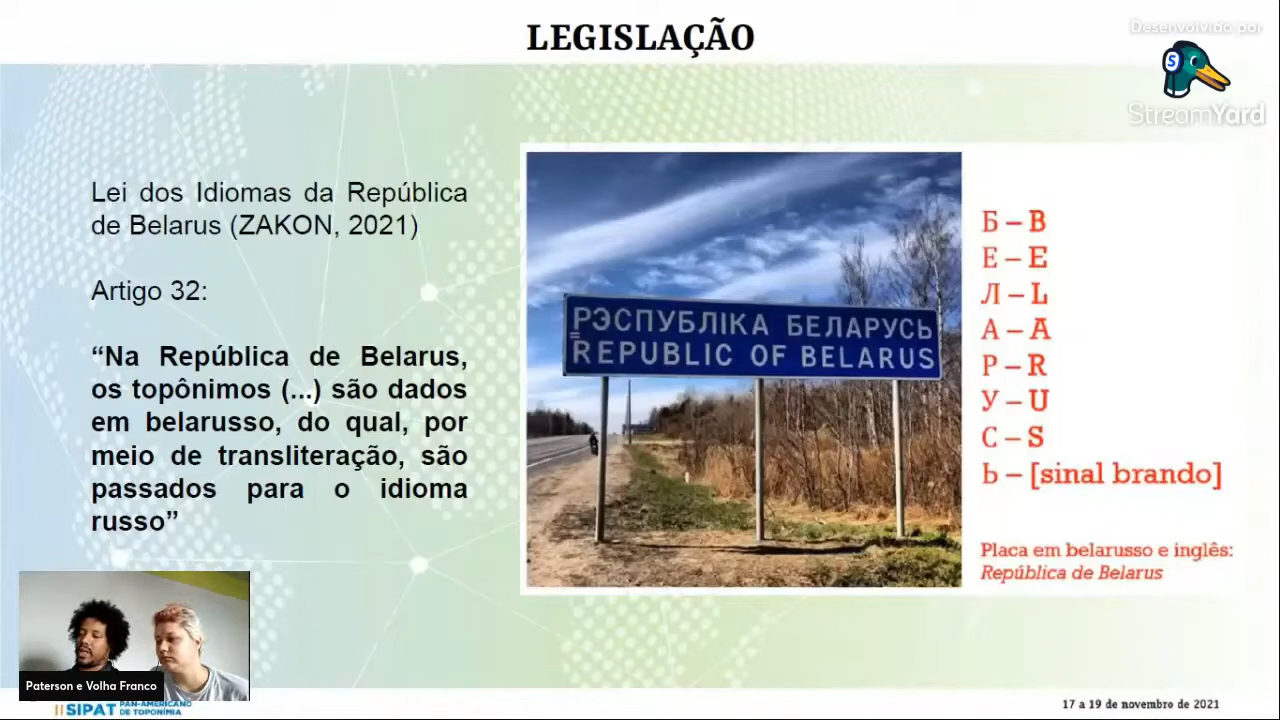 LEGISLAÇÃO
Desenvolvido por
StreamYard
Lei dos Idiomas da República
de Belarus (ZAKON, 2021)
Artigo 32:
“Na República de Belarus,
os topônimos (...) são dados
em belarusso, do qual, por
meio de transliteração, são
passados para o idioma
russo”
РЭСПУБЛІКА БЕЛАРУСЬ
REPUBLIC OF BELARUS
Б – B
Е – E
Л – L
А – A
Р – R
У – U
С – S
Ь – [sinal brando]
Placa em belarusso e inglês:
República de Belarus
Paterson e Volha Franco
II SIPAT PAN-AMERICANO
DE TOPONÍMIA
17 a 19 de novembro de 2021